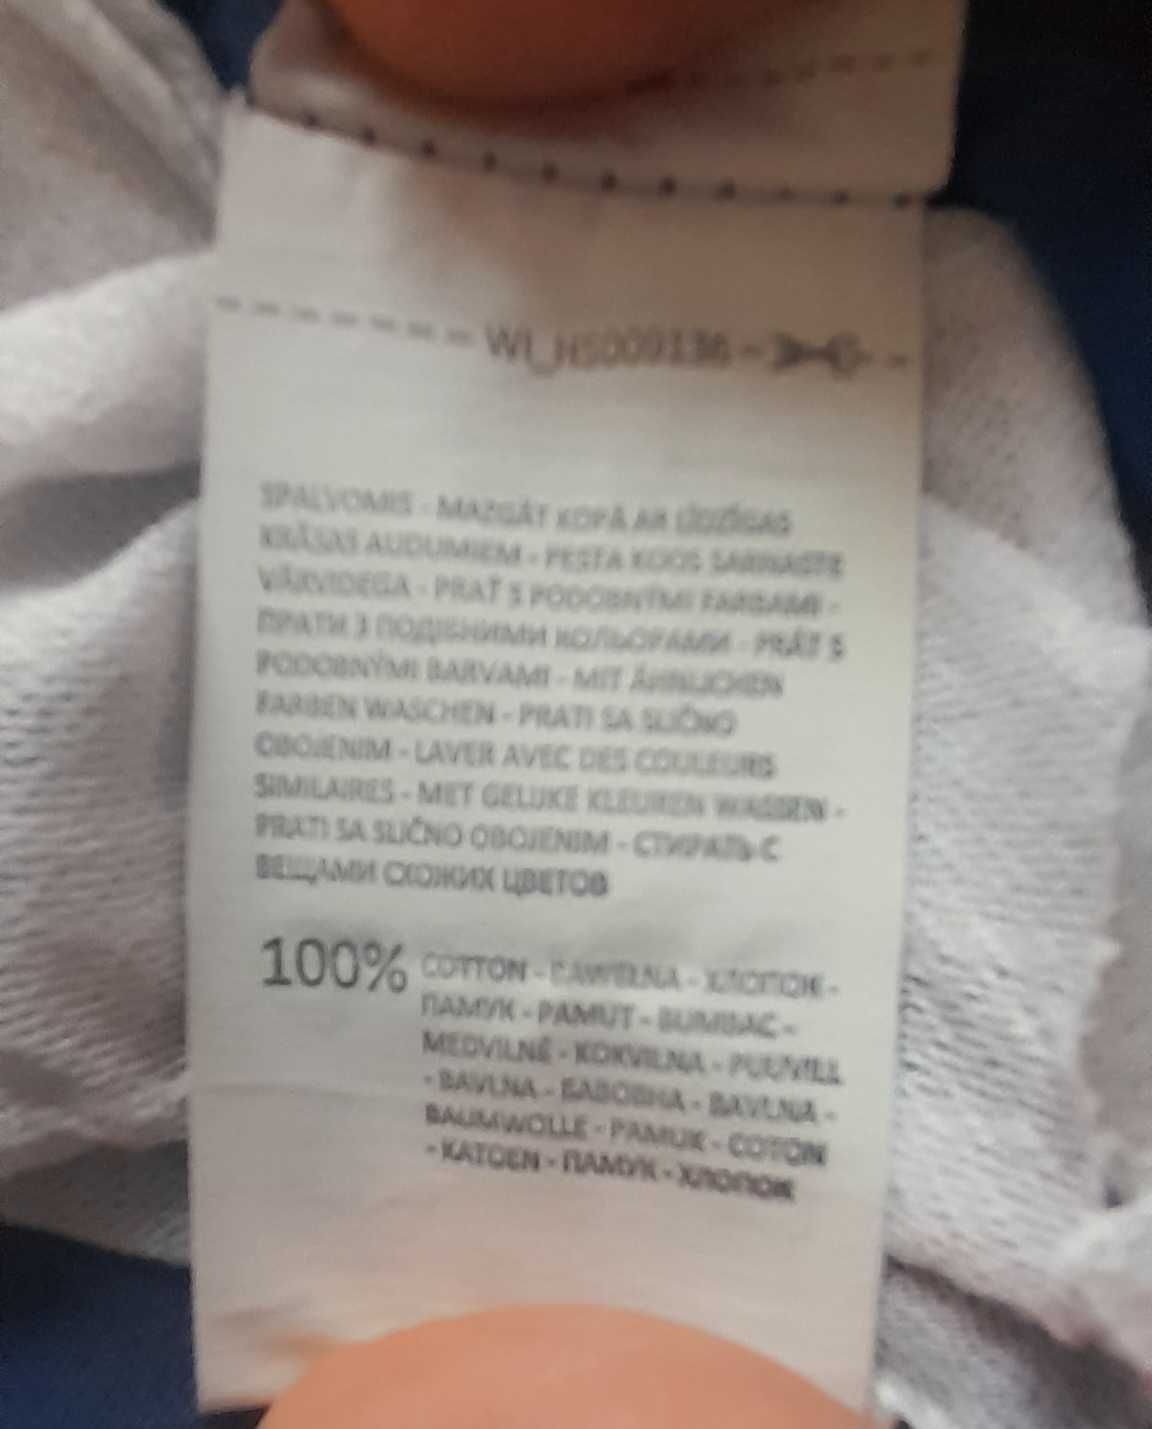 WI_HS009136
SPALVOMIS - MAZGĀT KOPĀ AR LĪDZĪGAS
KRĀSAS AUDUMIEM - PESTA KOOS SARNASTE
VÄRVIDEGA - PRAŤ S PODOBNÝMI FARBAMI -
ПРАТИ З ПОДІБНИМИ КОЛЬОРАМИ - PRÁT S
PODOBNÝMI BARVAMI - MIT ÄHNLICHEN
FARBEN WASCHEN - PRATI SA SLIČNO
OBOJENIM - LAVER AVEC DES COULEURS
SIMILAIRES - MET GELIJKE KLEUREN WASSEN -
PRATI SA SLIČNO OBOJENIM - СТИРАТЬ С
ВЕЩАМИ СХОЖИХ ЦВЕТОВ
100% COTTON - BAWEŁNA - ХЛОПОК -
ПАМУК - PAMUT - BUMBAC -
MEDVILNĖ - KOKVILNA - PUUVILL
- BAVLNA - БАВОВНА - BAVLNA -
BAUMWOLLE - PAMUK - COTON
- KATOEN - ПАМУК - ХЛОПОК